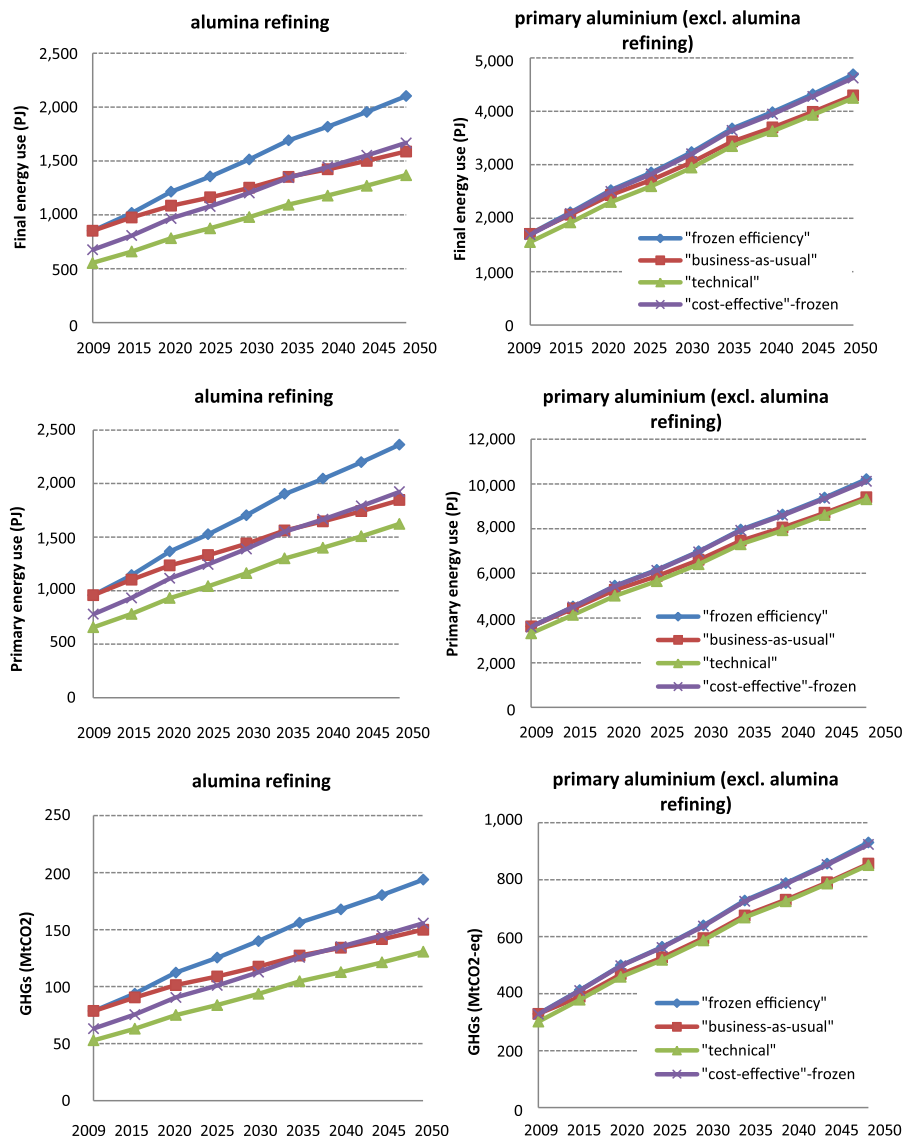 alumina refining
Final energy use (PJ)
2,500
2,000
1,500
1,000
500
0
2009 2015 2020 2025 2030 2035 2040 2045 2050
primary aluminium (excl. alumina
refining)
Final energy use (PJ)
5,000
4,000
3,000
2,000
1,000
0
"frozen efficiency"
"business-as-usual"
"technical"
"cost-effective"-frozen
2009 2015 2020 2025 2030 2035 2040 2045 2050
alumina refining
Primary energy use (PJ)
2,500
2,000
1,500
1,000
500
0
2009 2015 2020 2025 2030 2035 2040 2045 2050
primary aluminium (excl. alumina
refining)
Primary energy use (PJ)
12,000
10,000
8,000
6,000
4,000
2,000
0
"frozen efficiency"
"business-as-usual"
"technical"
"cost-effective"-frozen
2009 2015 2020 2025 2030 2035 2040 2045 2050
alumina refining
GHGs (MtCO2)
250
200
150
100
50
0
2009 2015 2020 2025 2030 2035 2040 2045 2050
primary aluminium (excl. alumina
refining)
GHGs (MtCO2-eq)
1,000
800
600
400
200
0
"frozen efficiency"
"business-as-usual"
"technical"
"cost-effective"-frozen
2009 2015 2020 2025 2030 2035 2040 2045 2050